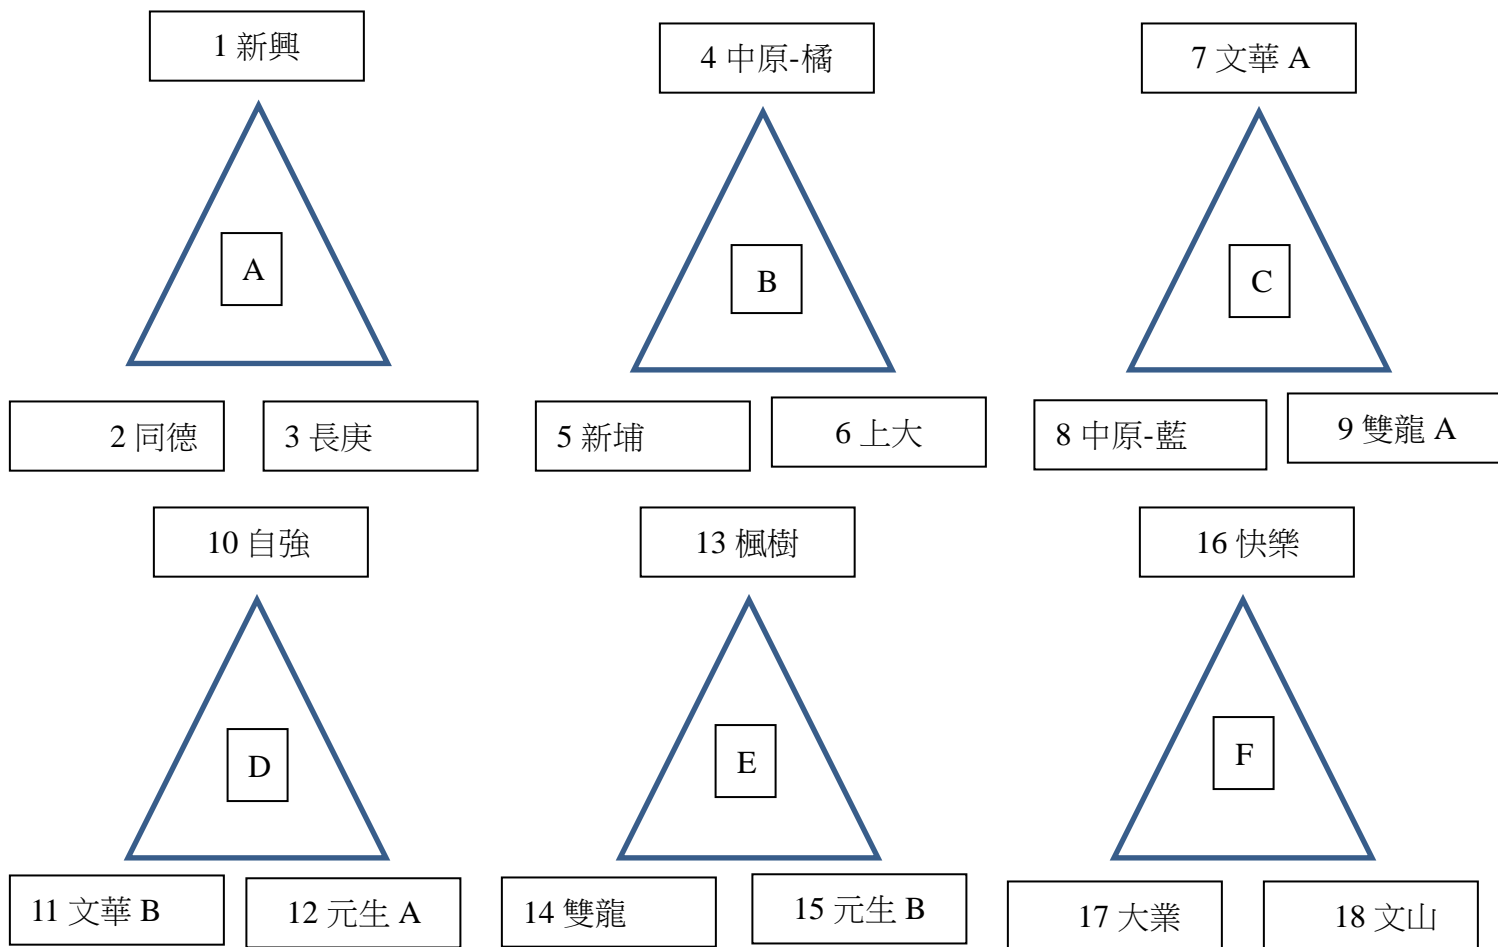 1 新興
4 中原-橘
7 文華 A
A
B
C
2 同德
3 長庚
5 新埔
6 上大
8 中原-藍
9 雙龍 A
10 自強
13 楓樹
16 快樂
D
E
F
11 文華 B
12 元生 A
14 雙龍
15 元生 B
17 大業
18 文山